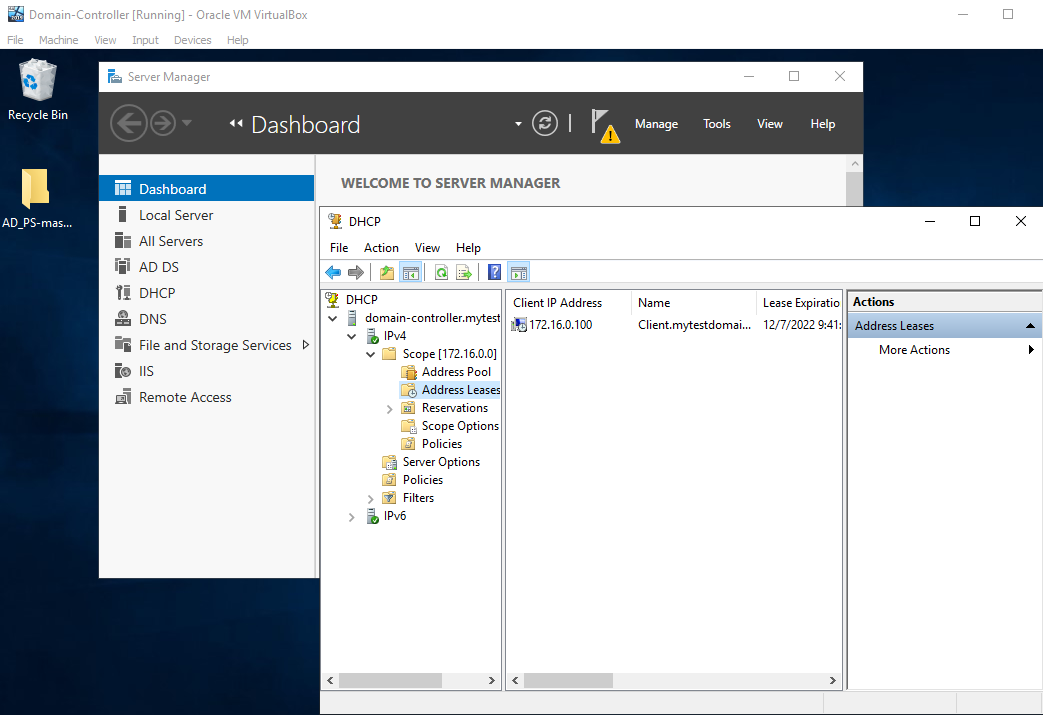 Domain-Controller [Running] - Oracle VM VirtualBox
File Machine View Input Devices Help
Recycle Bin
AD_PS-mas...
Server Manager
Dashboard
Manage Tools View Help
Dashboard
Local Server
All Servers
AD DS
DHCP
DNS
File and Storage Services
IIS
Remote Access
WELCOME TO SERVER MANAGER
DHCP
File Action View Help
DHCP
domain-controller.mytest
IPv4
Scope [172.16.0.0]
Address Pool
Address Leases
Reservations
Scope Options
Policies
Server Options
Policies
Filters
IPv6
Client IP Address Name Lease Expiratio
172.16.0.100 Client.mytestdomai... 12/7/2022 9:41:
Actions
Address Leases
More Actions